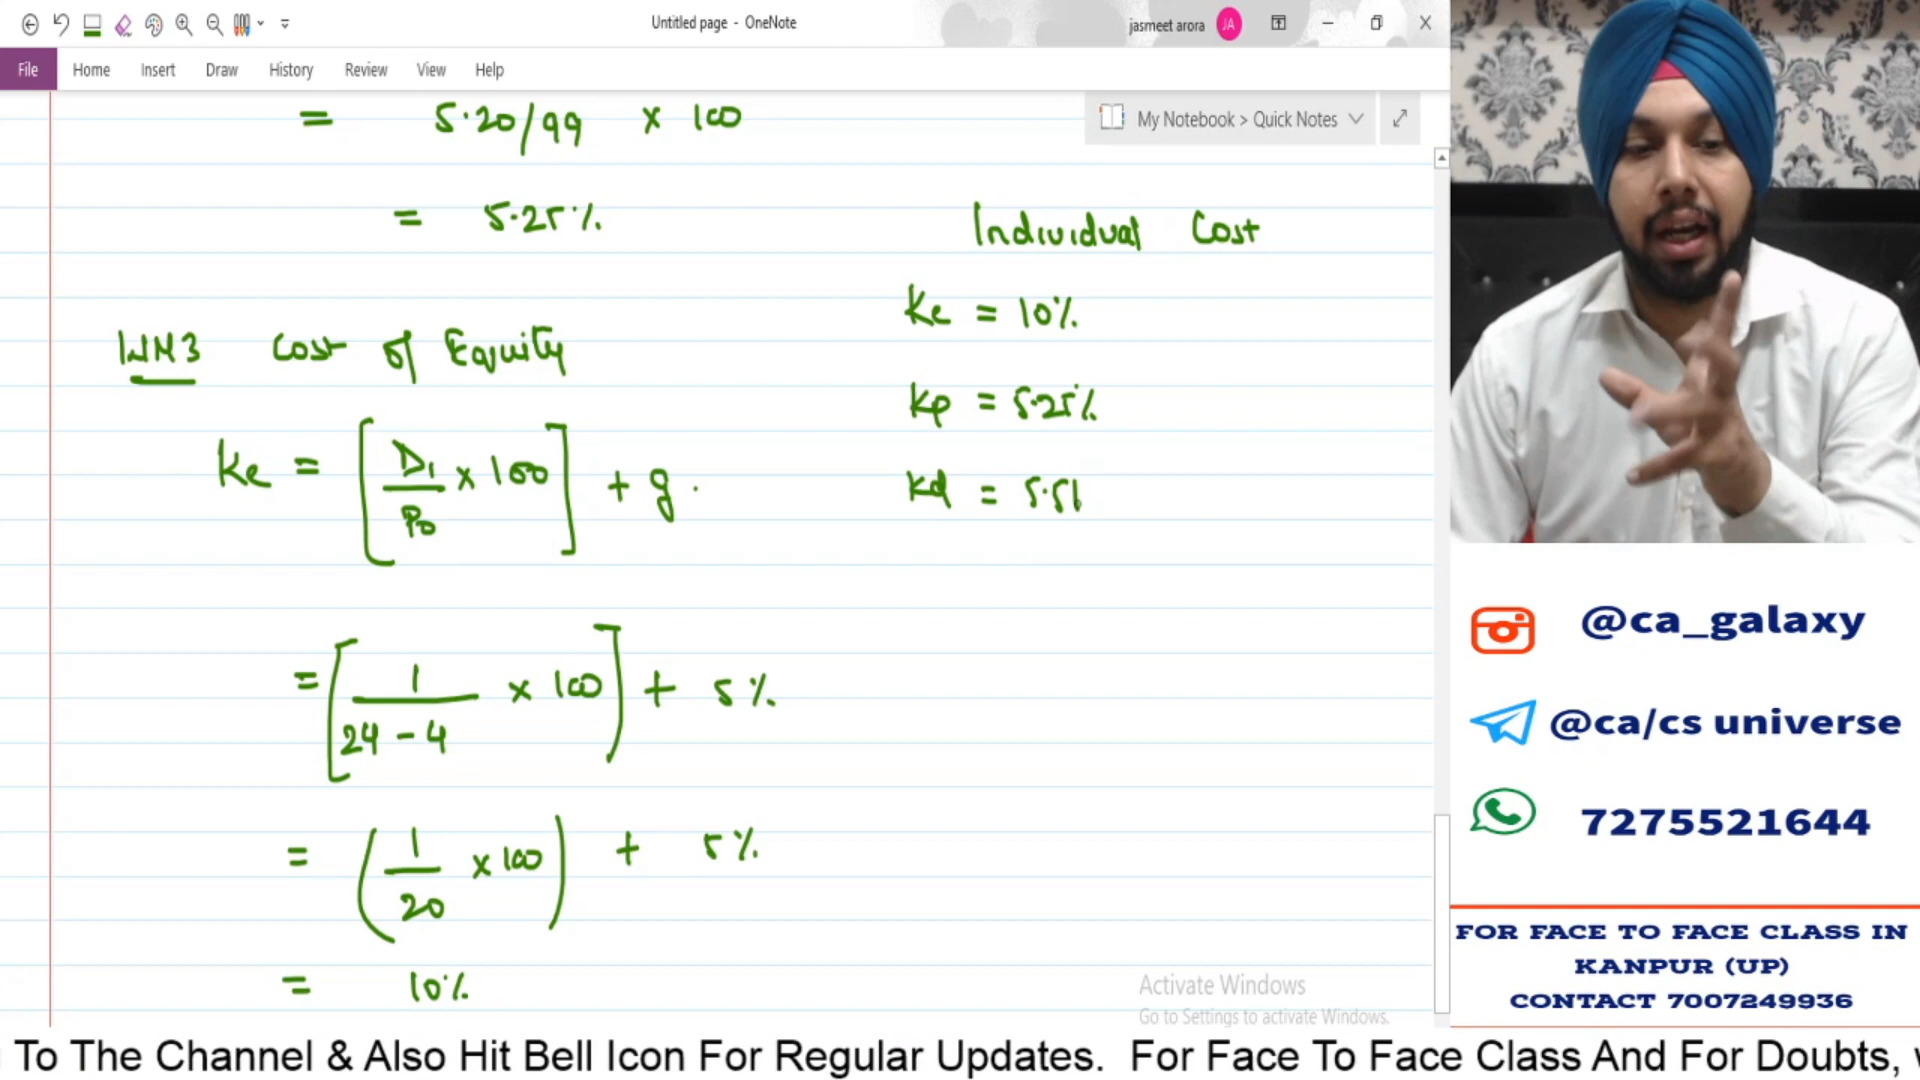 Untitled page - OneNote
jasmeet arora
JA
File Home Insert Draw History Review View Help
My Notebook > Quick Notes
= 5.20/99 × 100
= 5.25%
Individual Cost
Ke = 10%
Kp = 5.25%
Kd = 5.51
WN3 Cost of Equity
Ke = [D1/P0 × 100] + g.
= [1/24-4 × 100] + 5%
= (1/20 × 100) + 5%
= 10%
Activate Windows
Go to Settings to activate Windows.
@ca_galaxy
@ca/cs universe
7275521644
FOR FACE TO FACE CLASS IN
KANPUR (UP)
CONTACT 7007249936
To The Channel & Also Hit Bell Icon For Regular Updates. For Face To Face Class And For Doubts,